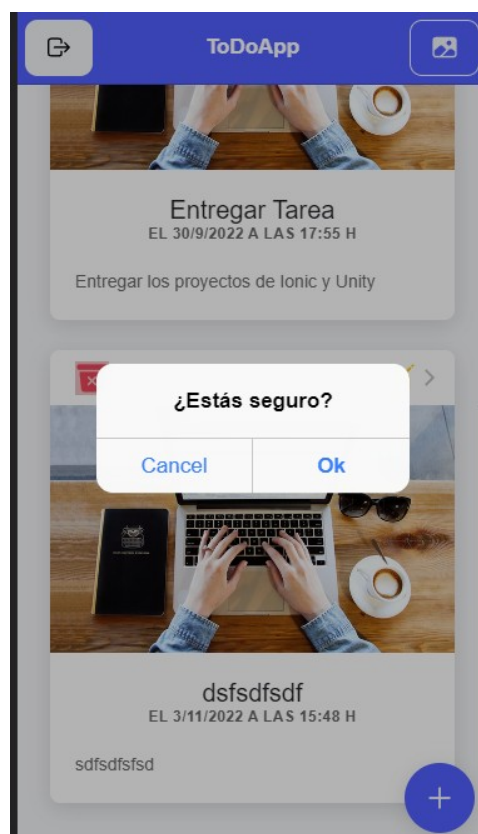 ToDoApp
Entregar Tarea
EL 30/9/2022 A LAS 17:55 H
Entregar los proyectos de Ionic y Unity
¿Estás seguro?
Cancel Ok
dsfsdfsdf
EL 3/11/2022 A LAS 15:48 H
sdfsdfsfsd